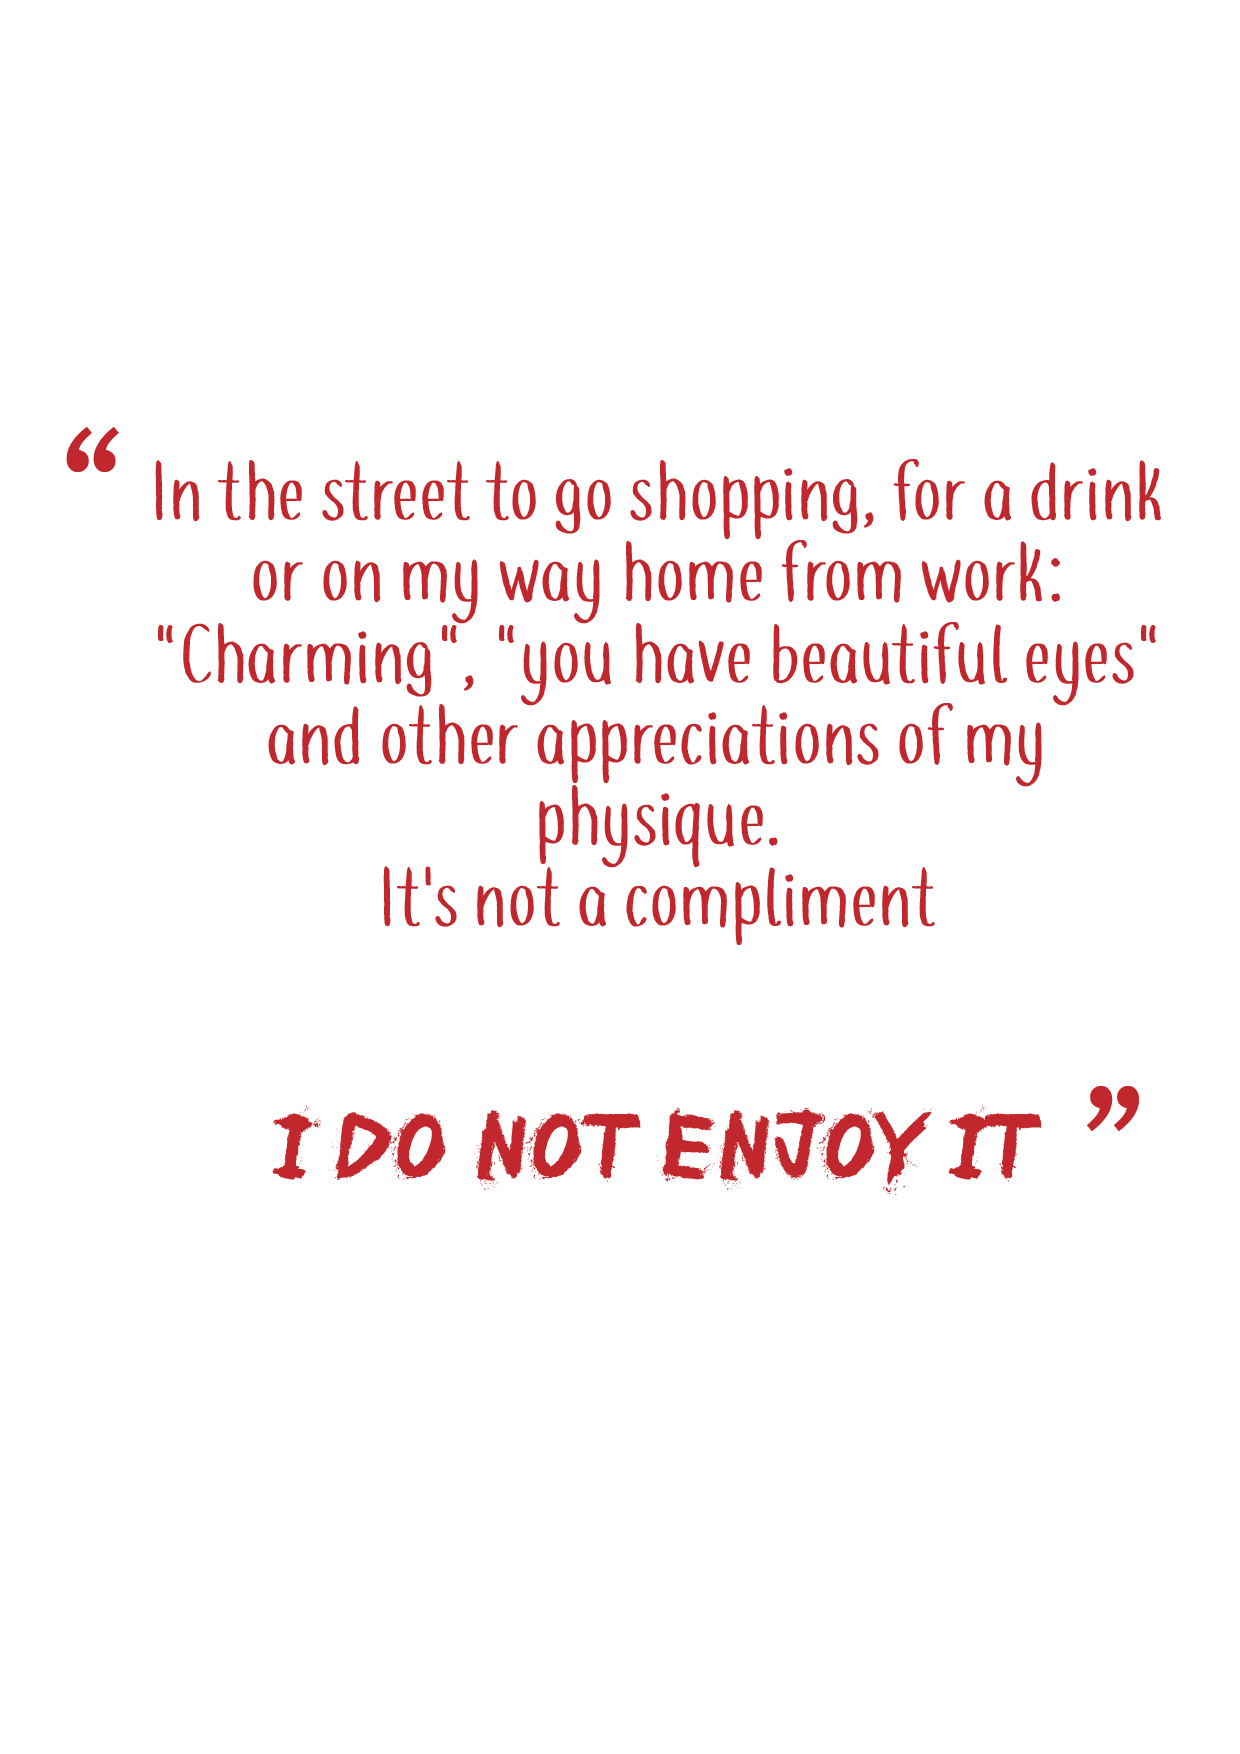 “ In the street to go shopping, for a drink
or on my way home from work:
“Charming“, “you have beautiful eyes“
and other appreciations of my
physique.
It's not a compliment
I DO NOT ENJOY IT ”